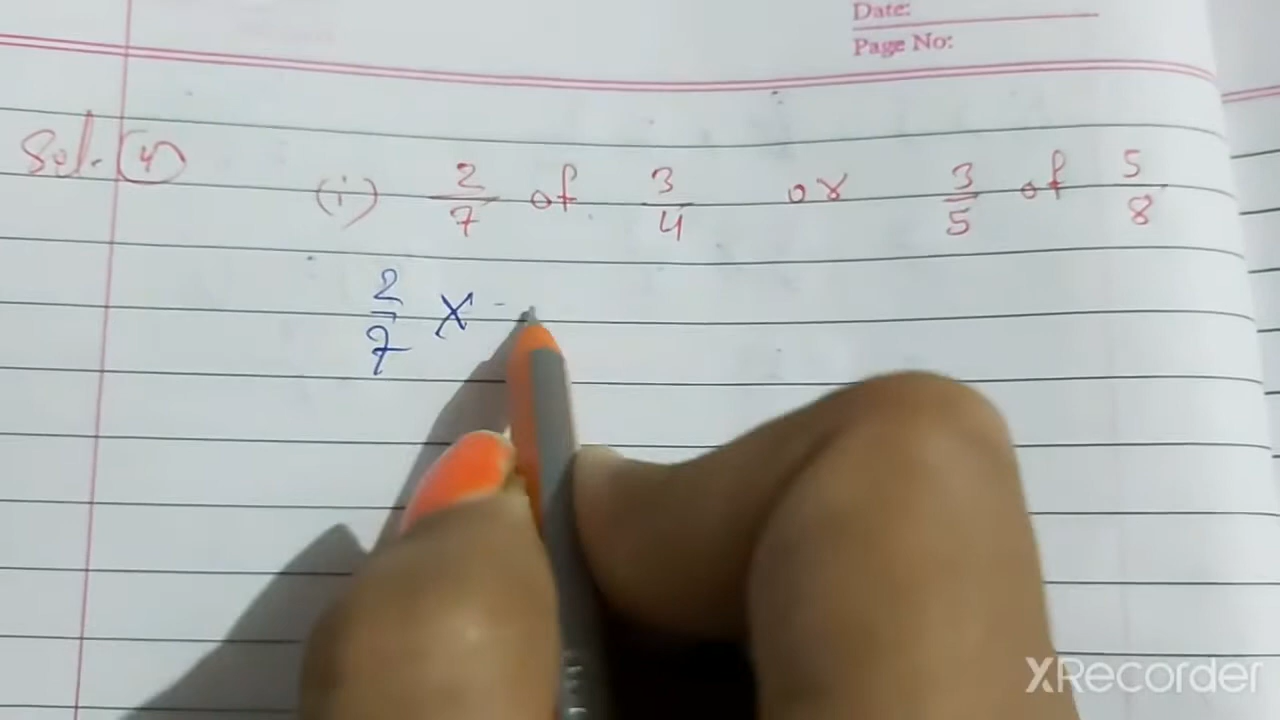 Date:
Page No:
Sol. (4) (i) 2/7 of 3/4 or 3/5 of 5/8
2/7 ×
XRecorder